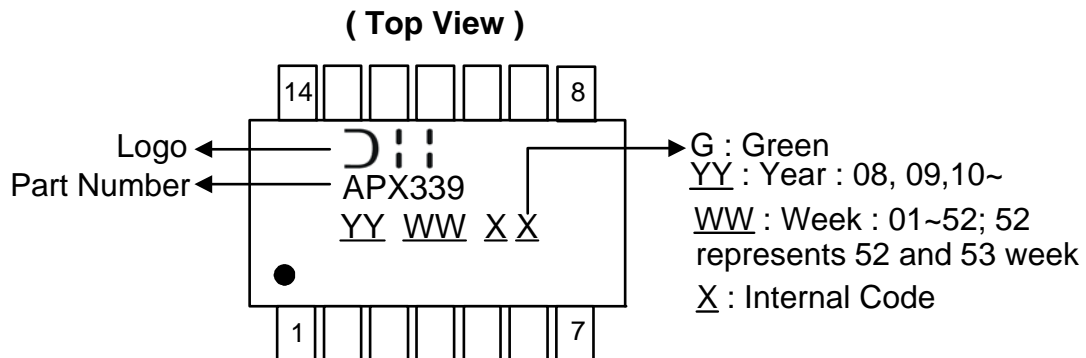 ( Top View )
14 8
Logo
Part Number
APX339
YY WW X X
G : Green
YY : Year : 08, 09,10~
WW : Week : 01~52; 52
represents 52 and 53 week
X : Internal Code
1 7